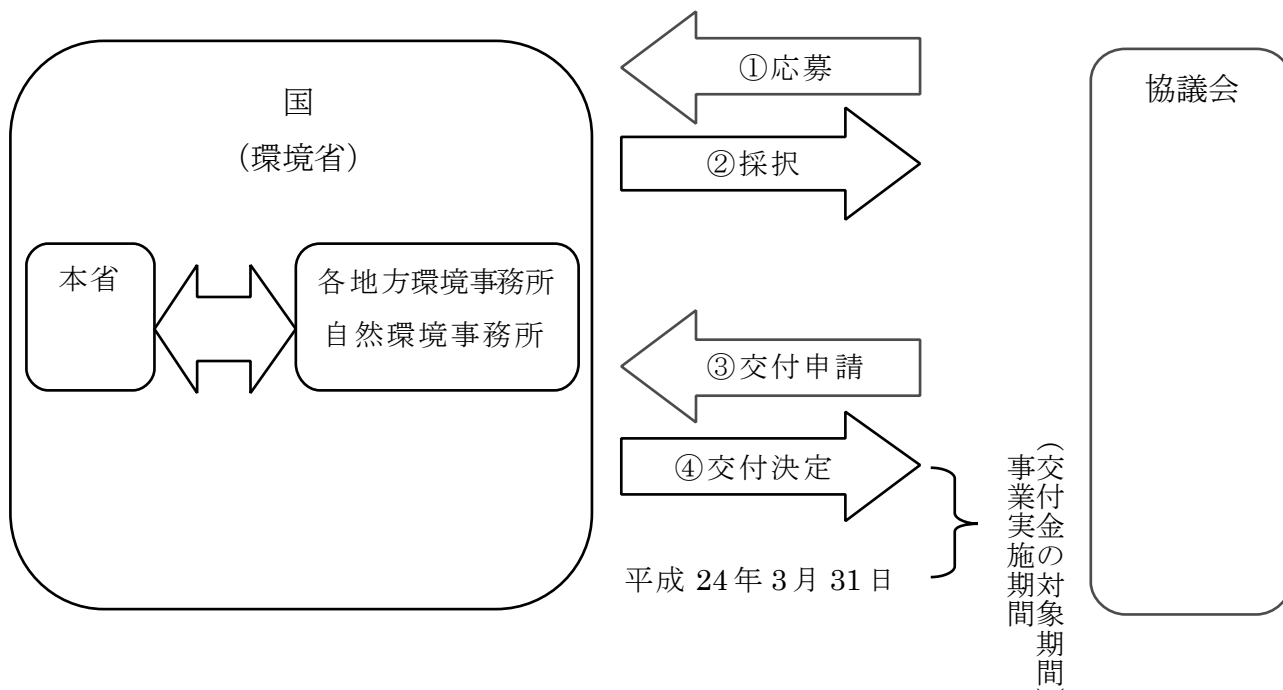 国
（環境省）
本省
各地方環境事務所
自然環境事務所
①応募
②採択
③交付申請
④交付決定
平成 24 年 3 月 31 日
（交付金の対象期間）
事業実施期間
協議会